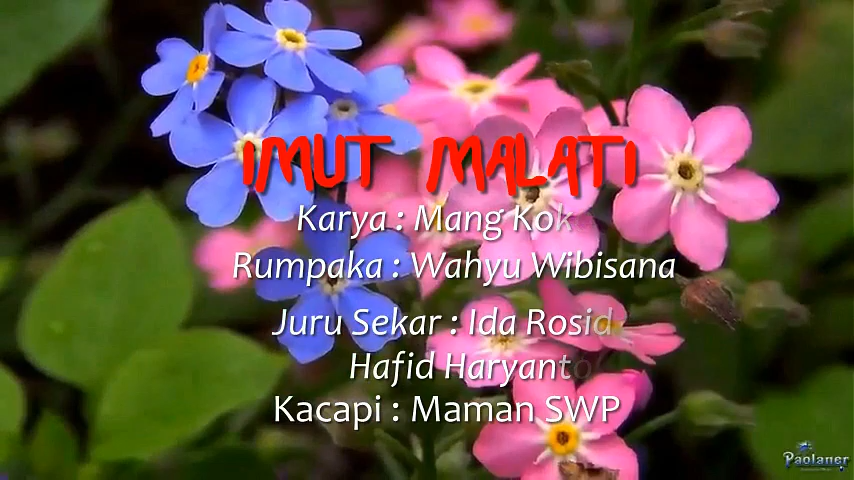 IMUT MALATI
Karya : Mang Kok
Rumpaka : Wahyu Wibisana
Juru Sekar : Ida Rosid
Hafid Haryanto
Kacapi : Maman SWP
Paolaner